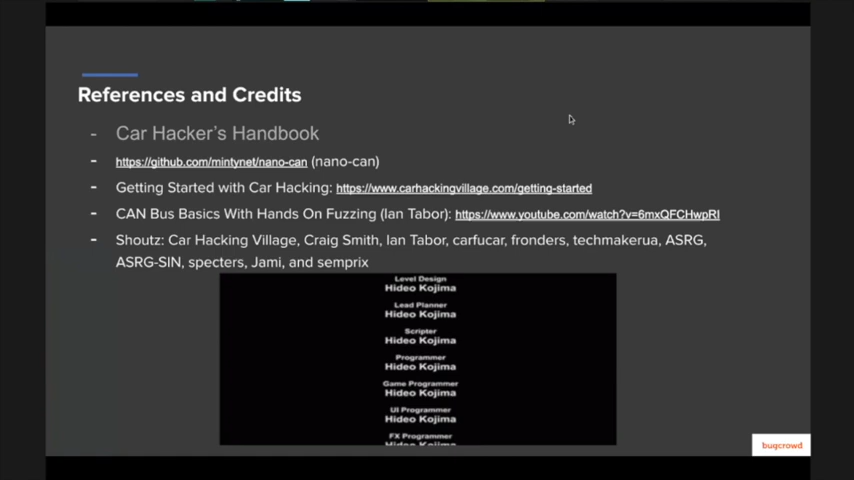 References and Credits
- Car Hacker's Handbook
- https://github.com/mintynet/nano-can (nano-can)
- Getting Started with Car Hacking: https://www.carhackingvillage.com/getting-started
- CAN Bus Basics With Hands On Fuzzing (Ian Tabor): https://www.youtube.com/watch?v=6mxQFCHwpRI
- Shoutz: Car Hacking Village, Craig Smith, Ian Tabor, carfucar, fronders, techmakerua, ASRG,
ASRG-SIN, specters, Jami, and semprix
Level Design
Hideo Kojima
Lead Planner
Hideo Kojima
Scripter
Hideo Kojima
Programmer
Hideo Kojima
Game Programmer
Hideo Kojima
UI Programmer
Hideo Kojima
FX Programmer
Hideo Kojima
bugcrowd